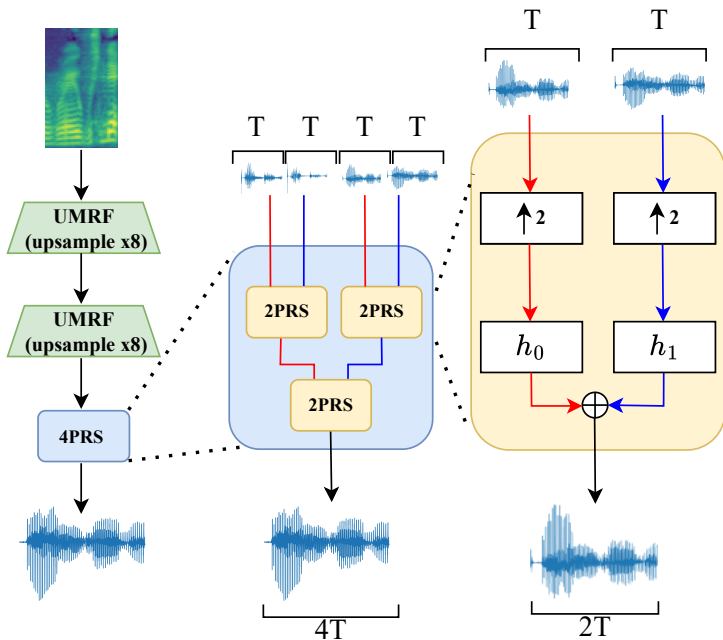 UMRF
(upsample x8)
UMRF
(upsample x8)
4PRS
T T T T
2PRS 2PRS
2PRS
4T
T T
↑ 2 ↑ 2
h₀ h₁
2T